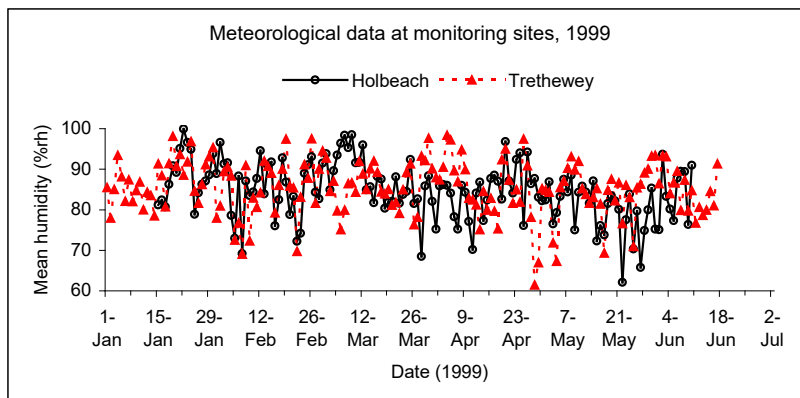 Meteorological data at monitoring sites, 1999
Holbeach Trethewey
Mean humidity (%rh)
100
90
80
70
60
1- 15- 29- 12- 26- 12- 26- 9- 23- 7- 21- 4- 18- 2-
Jan Jan Jan Feb Feb Mar Mar Apr Apr May May Jun Jun Jul
Date (1999)